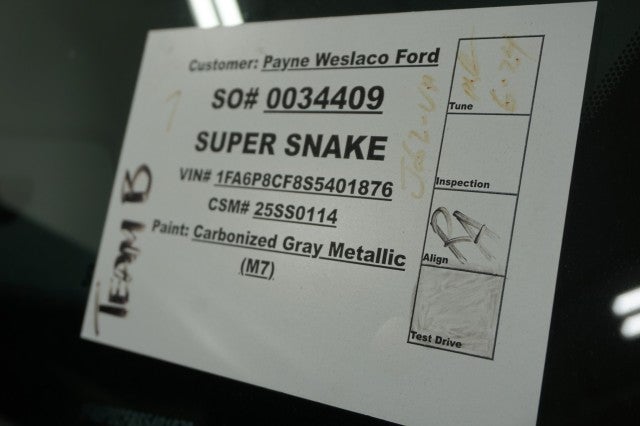 Customer: Payne Weslaco Ford
SO# 0034409
SUPER SNAKE
VIN# 1FA6P8CF8S5401876
CSM# 25SS0114
Paint: Carbonized Gray Metallic
(M7)
TEAM B
Tune
Inspection
Align
Test Drive